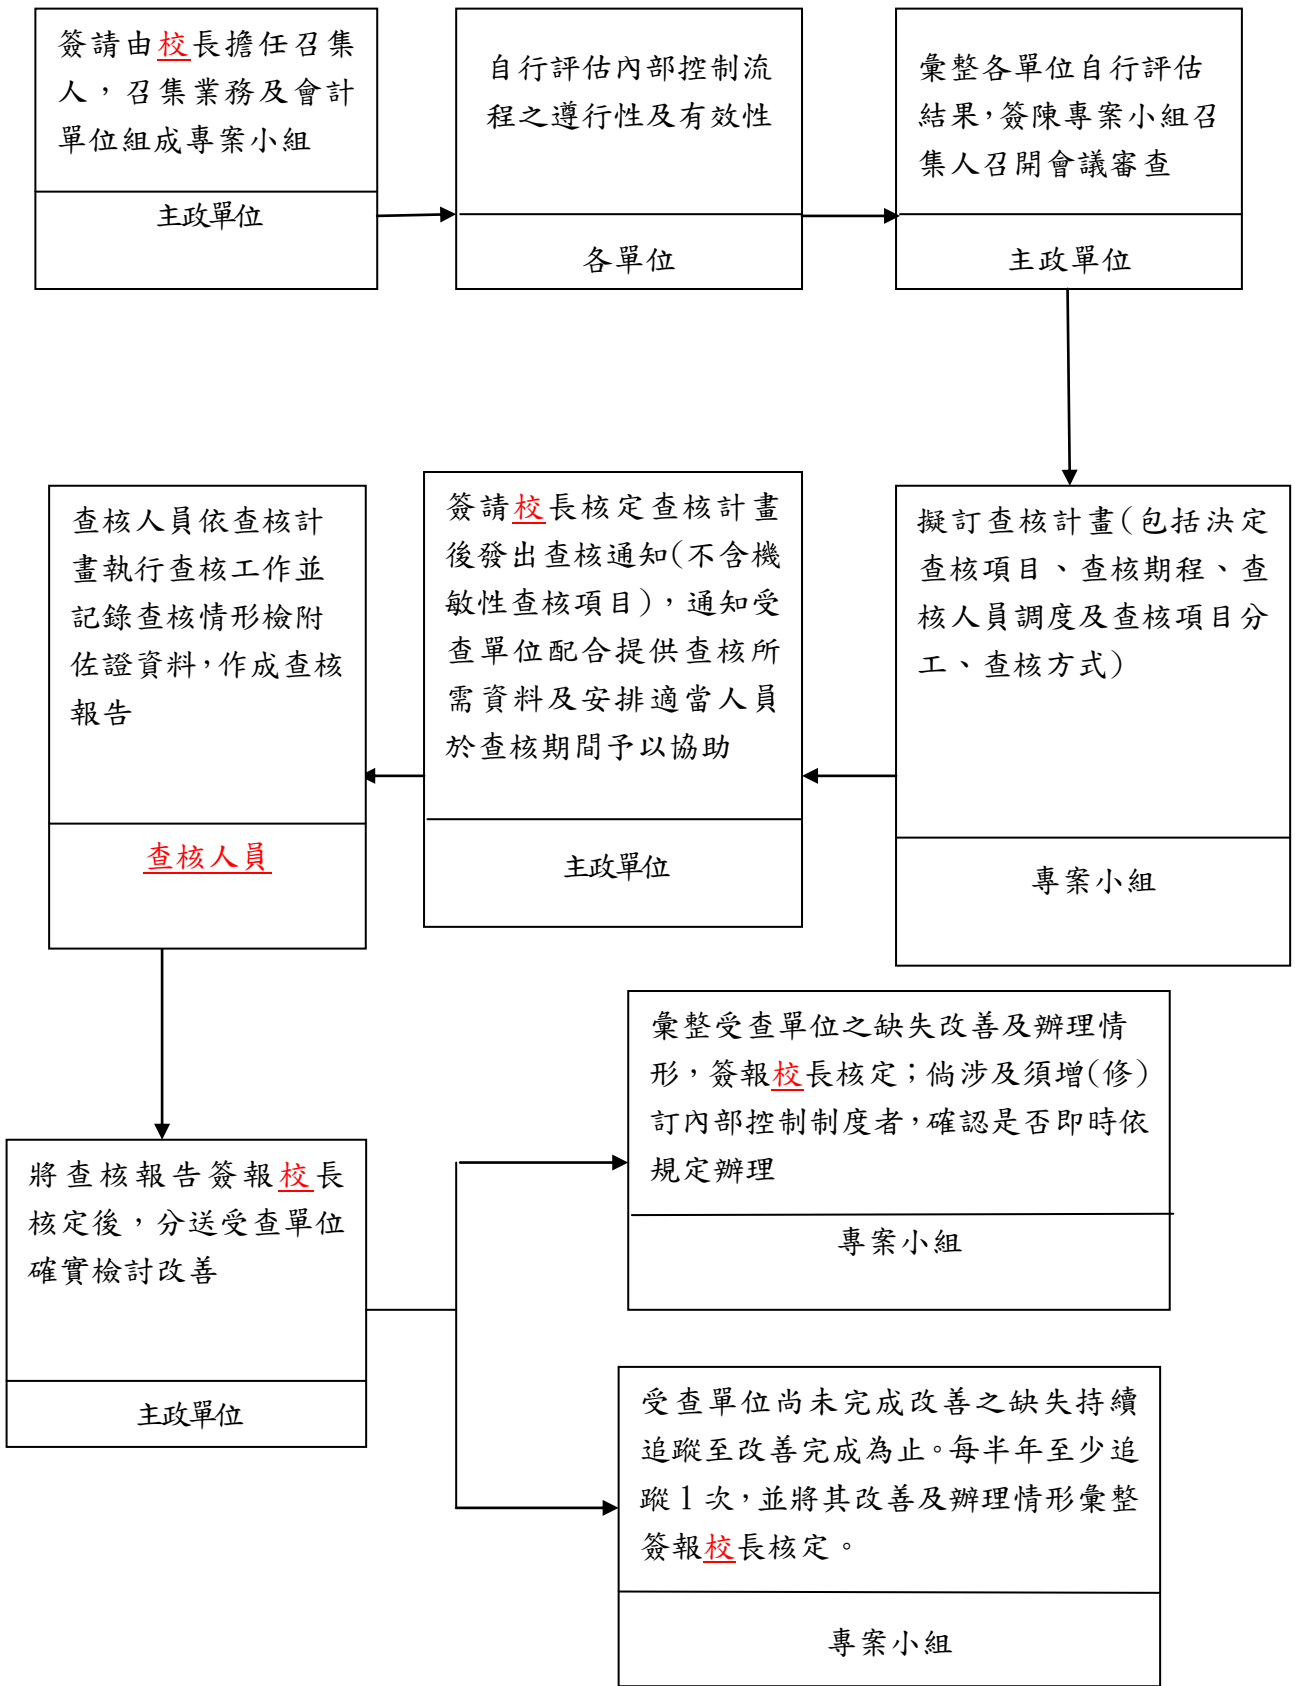 簽請由校長擔任召集
人，召集業務及會計
單位組成專案小組
主政單位
自行評估內部控制流
程之遵行性及有效性
各單位
彙整各單位自行評估
結果，簽陳專案小組召
集人召開會議審查
主政單位
擬訂查核計畫(包括決定
查核項目、查核期程、查
核人員調度及查核項目分
工、查核方式)
專案小組
簽請校長核定查核計畫
後發出查核通知(不含機
敏性查核項目)，通知受
查單位配合提供查核所
需資料及安排適當人員
於查核期間予以協助
主政單位
查核人員依查核計
畫執行查核工作並
記錄查核情形檢附
佐證資料，作成查核
報告
查核人員
將查核報告簽報校長
核定後，分送受查單位
確實檢討改善
主政單位
彙整受查單位之缺失改善及辦理情
形，簽報校長核定；倘涉及須增(修)
訂內部控制制度者，確認是否即時依
規定辦理
專案小組
受查單位尚未完成改善之缺失持續
追蹤至改善完成為止。每半年至少追
蹤1次，並將其改善及辦理情形彙整
簽報校長核定。
專案小組